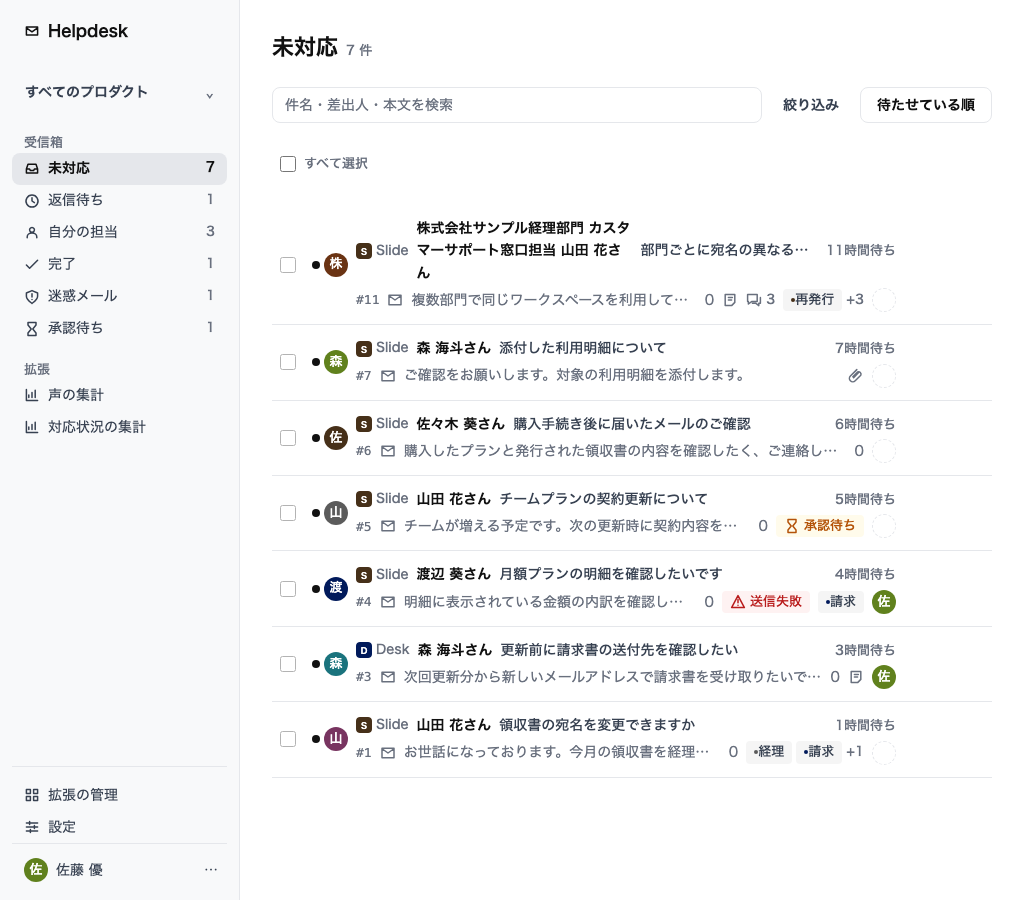 Helpdesk
すべてのプロダクト
受信箱
未対応 7
返信待ち 1
自分の担当 3
完了 1
迷惑メール 1
承認待ち 1
拡張
声の集計
対応状況の集計
拡張の管理
設定
佐 佐藤 優 …
未対応 7 件
件名・差出人・本文を検索 絞り込み 待たせている順
すべて選択
株 S Slide 株式会社サンプル経理部門 カスタ
マーサポート窓口担当 山田 花さ
ん
部門ごとに宛名の異なる… 11時間待ち
#11 複数部門で同じワークスペースを利用して… 0 3 •再発行 +3
森 S Slide 森 海斗さん 添付した利用明細について 7時間待ち
#7 ご確認をお願いします。対象の利用明細を添付します。
佐 S Slide 佐々木 葵さん 購入手続き後に届いたメールのご確認 6時間待ち
#6 購入したプランと発行された領収書の内容を確認したく、ご連絡し… 0
山 S Slide 山田 花さん チームプランの契約更新について 5時間待ち
#5 チームが増える予定です。次の更新時に契約内容を… 0 承認待ち
渡 S Slide 渡辺 葵さん 月額プランの明細を確認したいです 4時間待ち
#4 明細に表示されている金額の内訳を確認し… 0 送信失敗 •請求 佐
森 D Desk 森 海斗さん 更新前に請求書の送付先を確認したい 3時間待ち
#3 次回更新分から新しいメールアドレスで請求書を受け取りたいで… 0 佐
山 S Slide 山田 花さん 領収書の宛名を変更できますか 1時間待ち
#1 お世話になっております。今月の領収書を経理… 0 •経理 •請求 +1